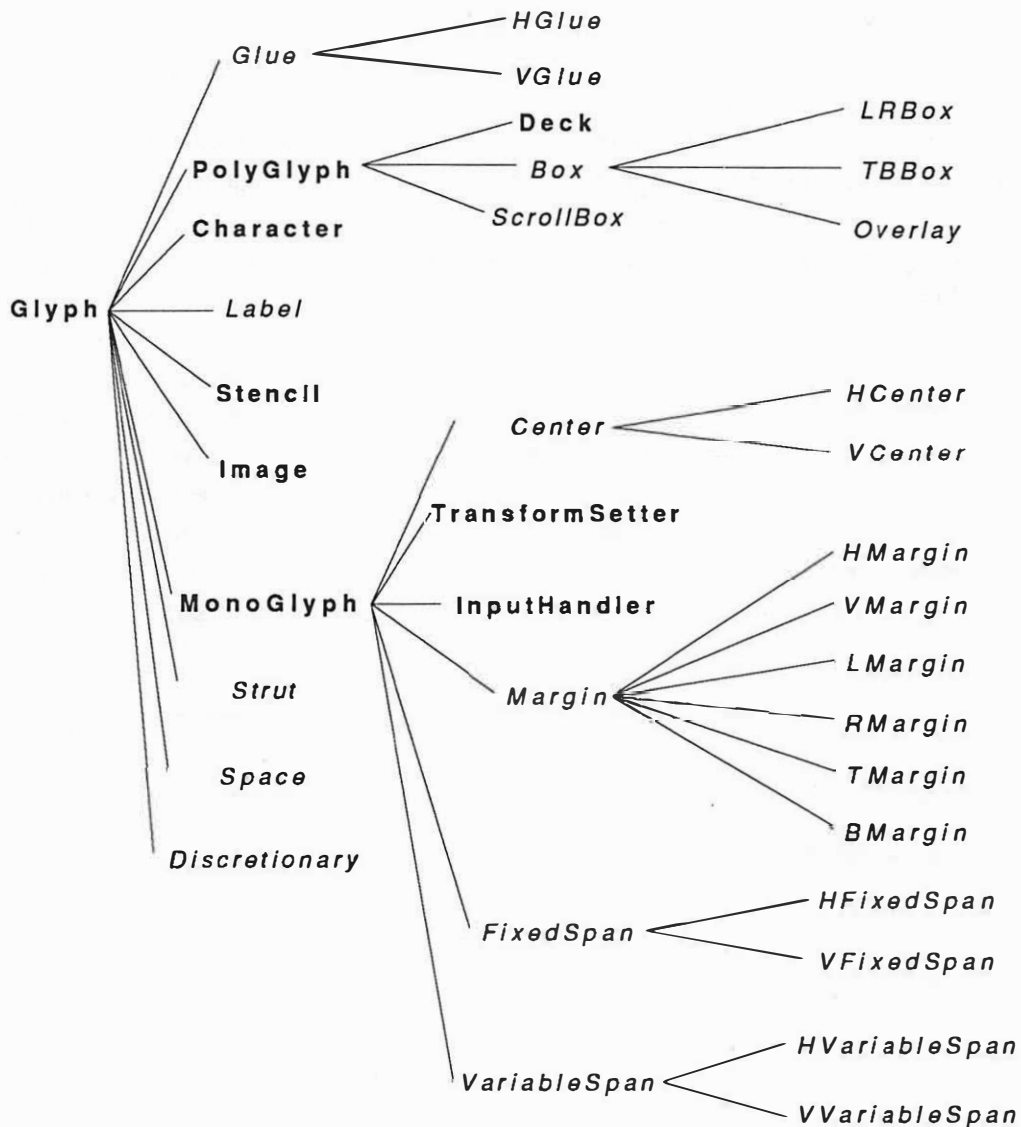 HGlue
Glue
VGlue
Deck
LRBox
PolyGlyph
Box
TBBox
ScrollBox
Overlay
Character
Glyph
Label
Stencil
Image
Center
HCenter
VCenter
TransformSetter
MonoGlyph
InputHandler
HMargin
VMargin
LMargin
Margin
RMargin
TMargin
BMargin
Strut
Space
Discretionary
FixedSpan
HFixedSpan
VFixedSpan
VariableSpan
HVariableSpan
VVariableSpan